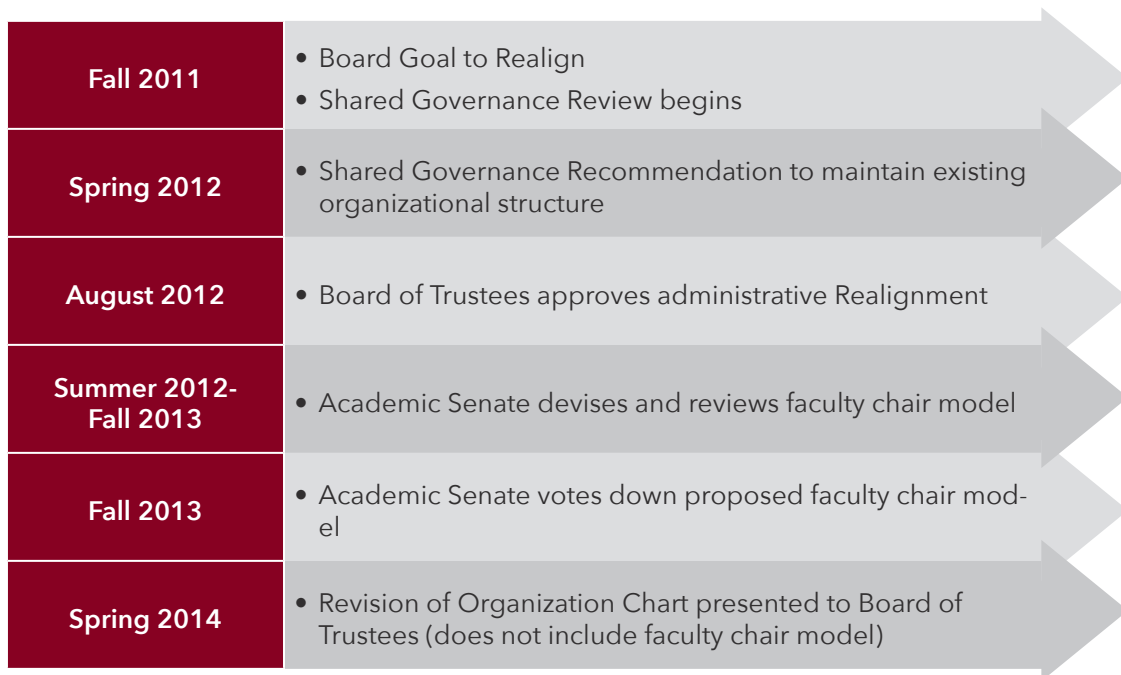 Fall 2011
• Board Goal to Realign
• Shared Governance Review begins
Spring 2012
• Shared Governance Recommendation to maintain existing
organizational structure
August 2012
• Board of Trustees approves administrative Realignment
Summer 2012-
Fall 2013
• Academic Senate devises and reviews faculty chair model
Fall 2013
• Academic Senate votes down proposed faculty chair mod-
el
Spring 2014
• Revision of Organization Chart presented to Board of
Trustees (does not include faculty chair model)